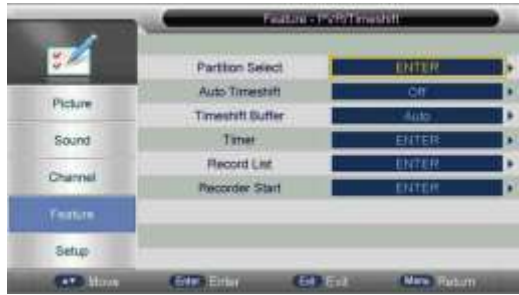 Feature - PVR/Timeshift
Partition Select ENTER
Auto Timeshift Off
Timeshift Buffer Auto
Timer ENTER
Record List ENTER
Recorder Start ENTER
Picture
Sound
Channel
Feature
Setup
Move Enter Enter Exit Exit Menu Return